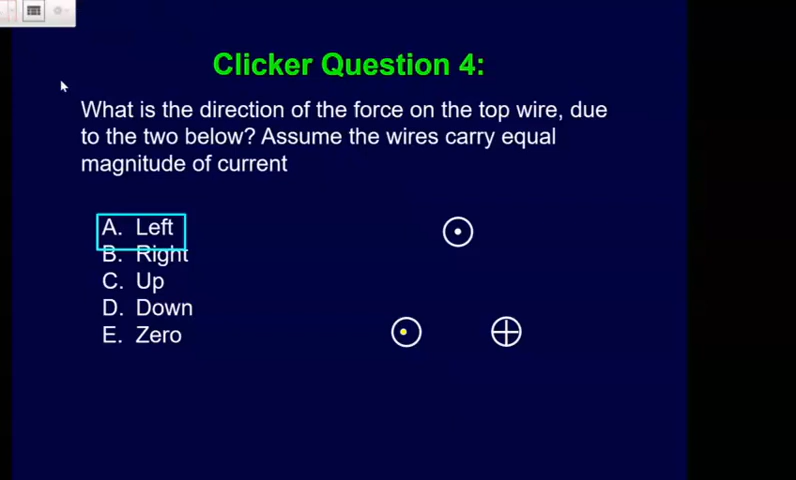 Clicker Question 4:
What is the direction of the force on the top wire, due
to the two below? Assume the wires carry equal
magnitude of current
A. Left
B. Right
C. Up
D. Down
E. Zero